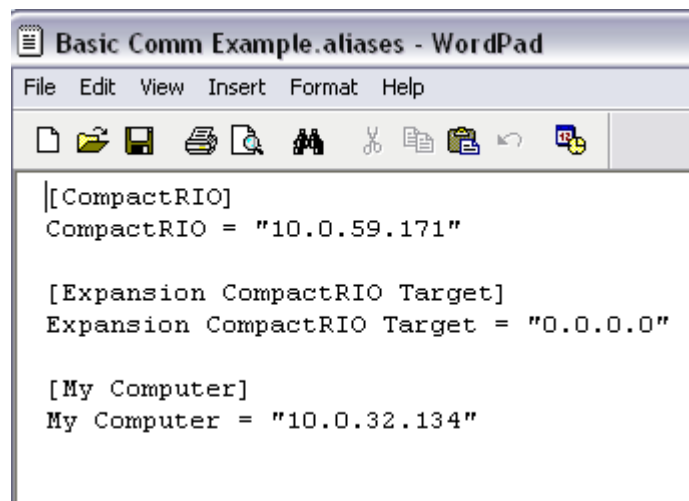 Basic Comm Example.aliases - WordPad
File Edit View Insert Format Help
[CompactRIO]
CompactRIO = "10.0.59.171"
[Expansion CompactRIO Target]
Expansion CompactRIO Target = "0.0.0.0"
[My Computer]
My Computer = "10.0.32.134"